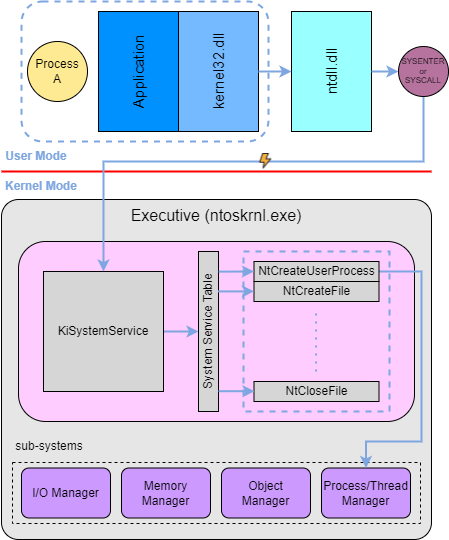 Process
A
Application
kernel32.dll
ntdll.dll
SYSENTER
or
SYSCALL
User Mode
Kernel Mode
Executive (ntoskrnl.exe)
KiSystemService
System Service Table
NtCreateUserProcess
NtCreateFile
NtCloseFile
sub-systems
I/O Manager
Memory
Manager
Object
Manager
Process/Thread
Manager